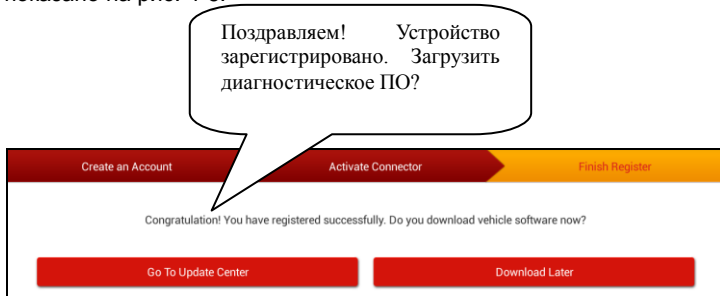 Поздравляем! Устройство
зарегистрировано. Загрузить
диагностическое ПО?
Create an Account Activate Connector Finish Register
Congratulation! You have registered successfully. Do you download vehicle software now?
Go To Update Center Download Later